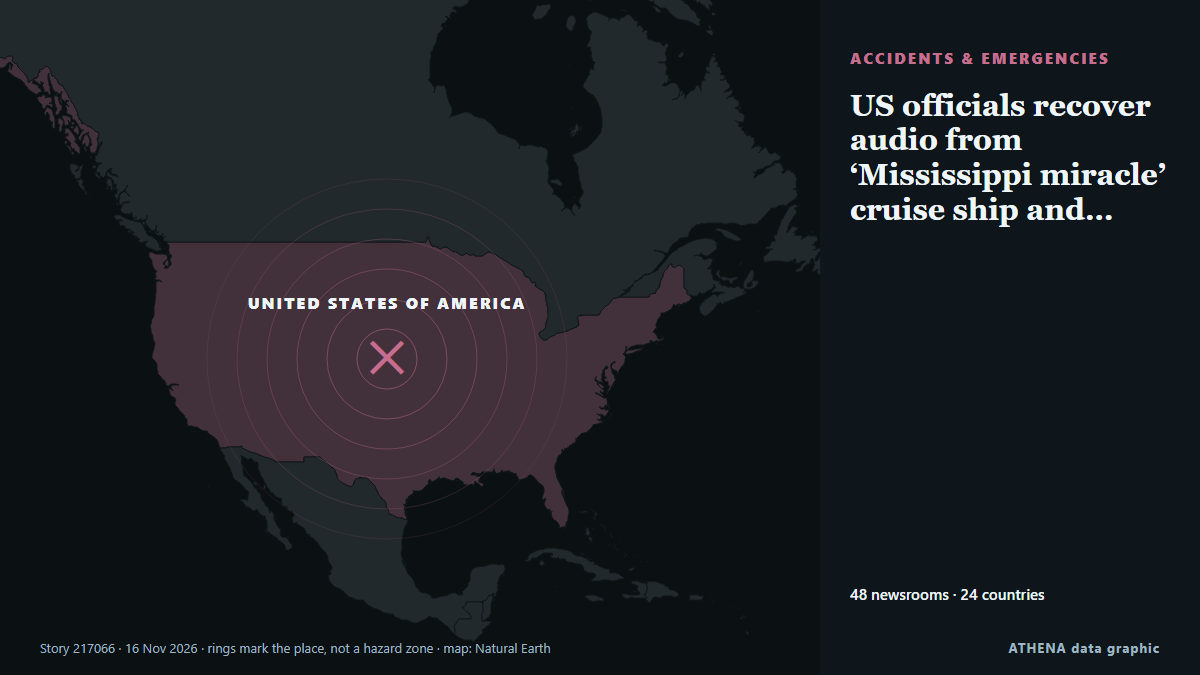 ACCIDENTS & EMERGENCIES
US officials recover
audio from
‘Mississippi miracle’
cruise ship and...
UNITED STATES OF AMERICA
48 newsrooms · 24 countries
Story 217066 · 16 Nov 2026 · rings mark the place, not a hazard zone · map: Natural Earth
ATHENA data graphic